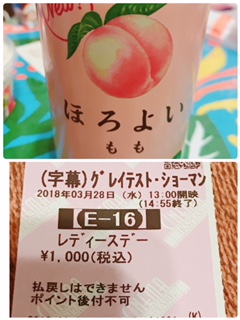 New!
ほろよい
もも
(字幕)グレイテスト・ショーマン
2018年03月28日 (水) 13:00開映
(14:55終了)
【E-16】
レディースデー
¥1,000(税込)
払戻しはできません
ポイント後付不可
(K)